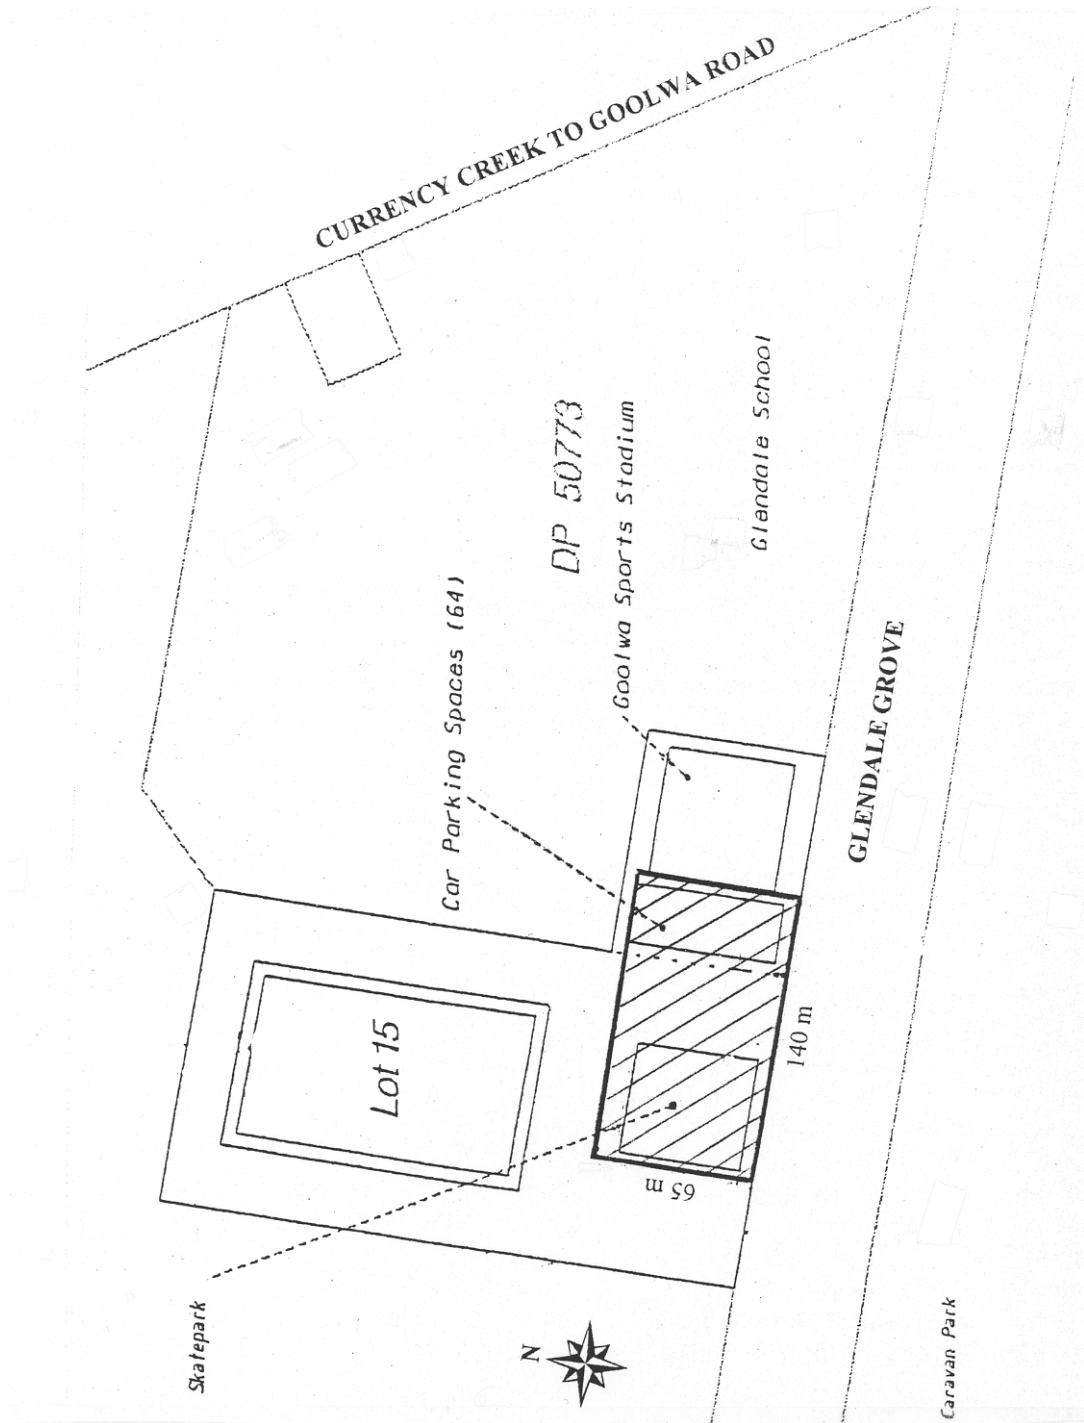 CURRENCY CREEK TO GOOLWA ROAD
DP 50773
Car Parking Spaces (64)
Goolwa Sports Stadium
Glendale School
GLENDALE GROVE
Lot 15
140 m
65 m
Skatepark
N
Caravan Park